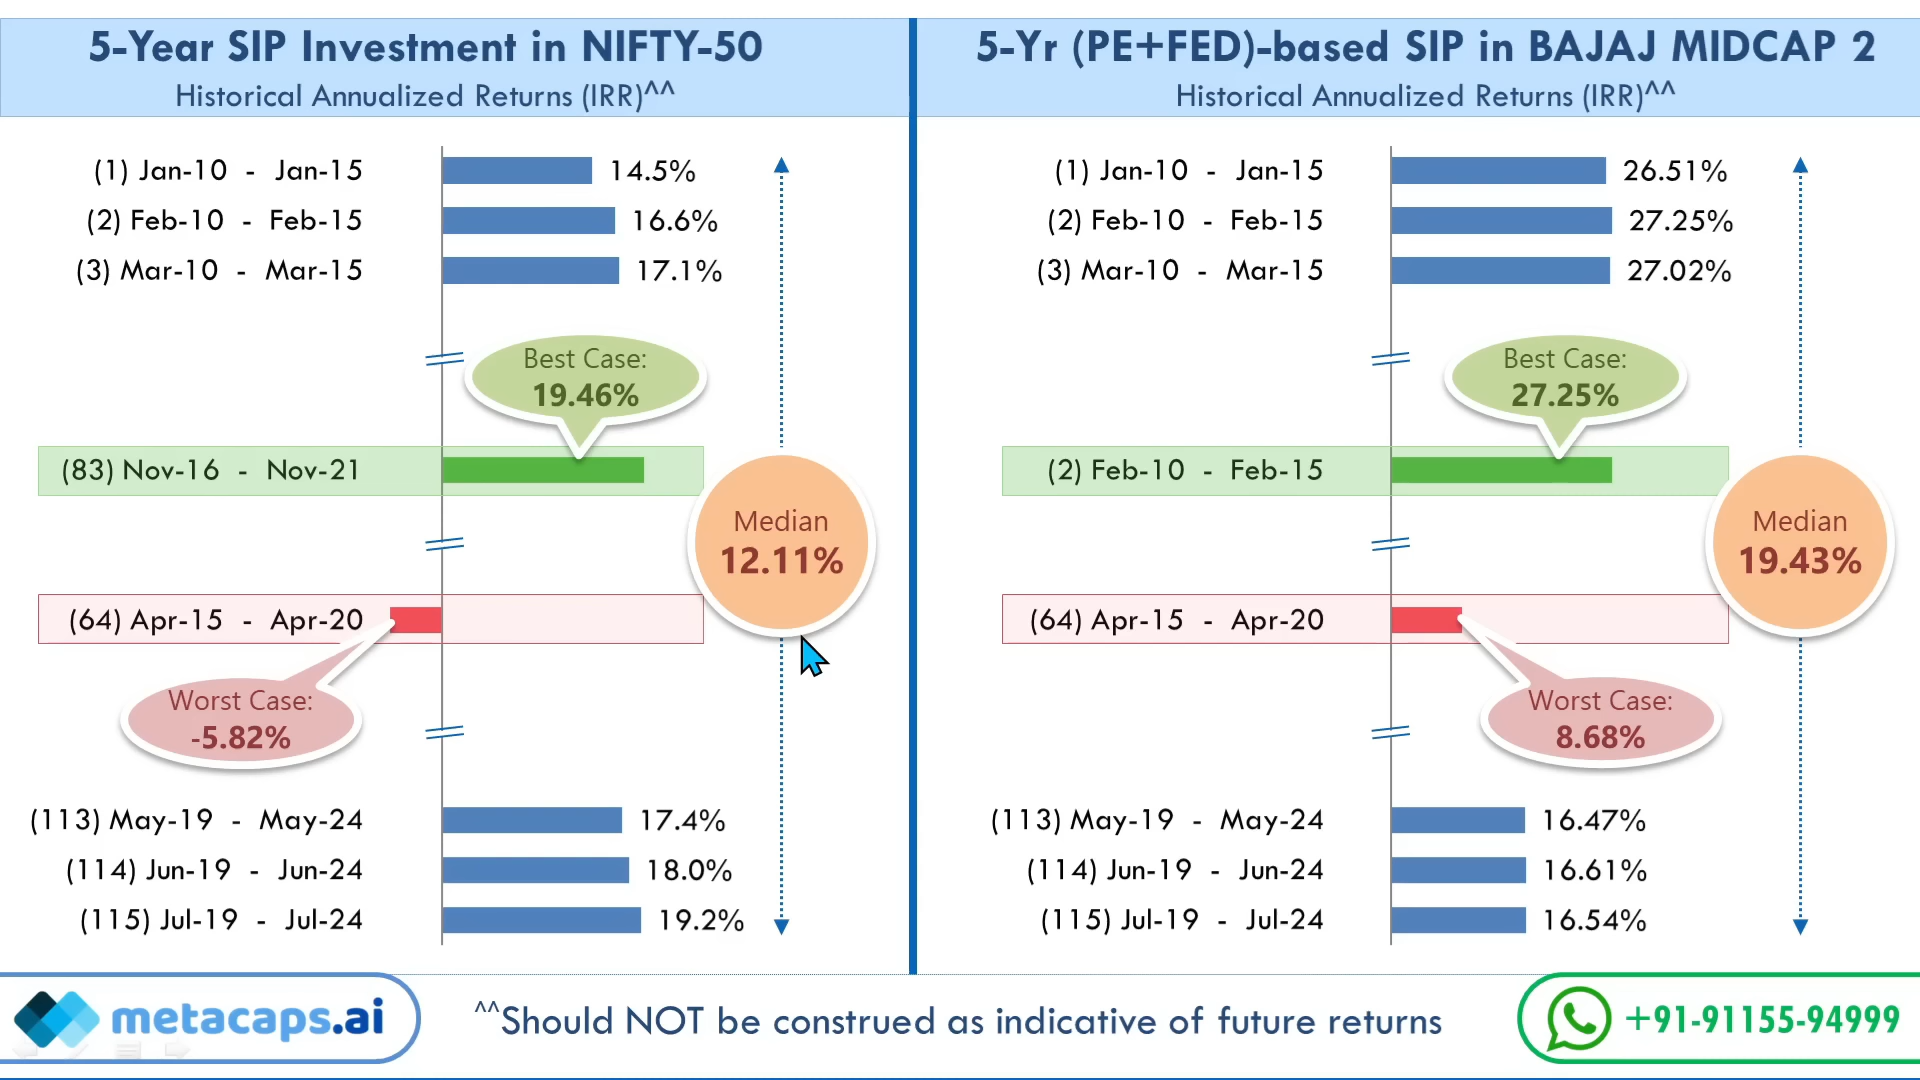 5-Year SIP Investment in NIFTY-50
Historical Annualized Returns (IRR)^^
(1) Jan-10 - Jan-15 14.5%
(2) Feb-10 - Feb-15 16.6%
(3) Mar-10 - Mar-15 17.1%
Best Case:
19.46%
(83) Nov-16 - Nov-21
Median
12.11%
(64) Apr-15 - Apr-20
Worst Case:
-5.82%
(113) May-19 - May-24 17.4%
(114) Jun-19 - Jun-24 18.0%
(115) Jul-19 - Jul-24 19.2%
5-Yr (PE+FED)-based SIP in BAJAJ MIDCAP 2
Historical Annualized Returns (IRR)^^
(1) Jan-10 - Jan-15 26.51%
(2) Feb-10 - Feb-15 27.25%
(3) Mar-10 - Mar-15 27.02%
Best Case:
27.25%
(2) Feb-10 - Feb-15
Median
19.43%
(64) Apr-15 - Apr-20
Worst Case:
8.68%
(113) May-19 - May-24 16.47%
(114) Jun-19 - Jun-24 16.61%
(115) Jul-19 - Jul-24 16.54%
metacaps.ai
^^Should NOT be construed as indicative of future returns
+91-91155-94999